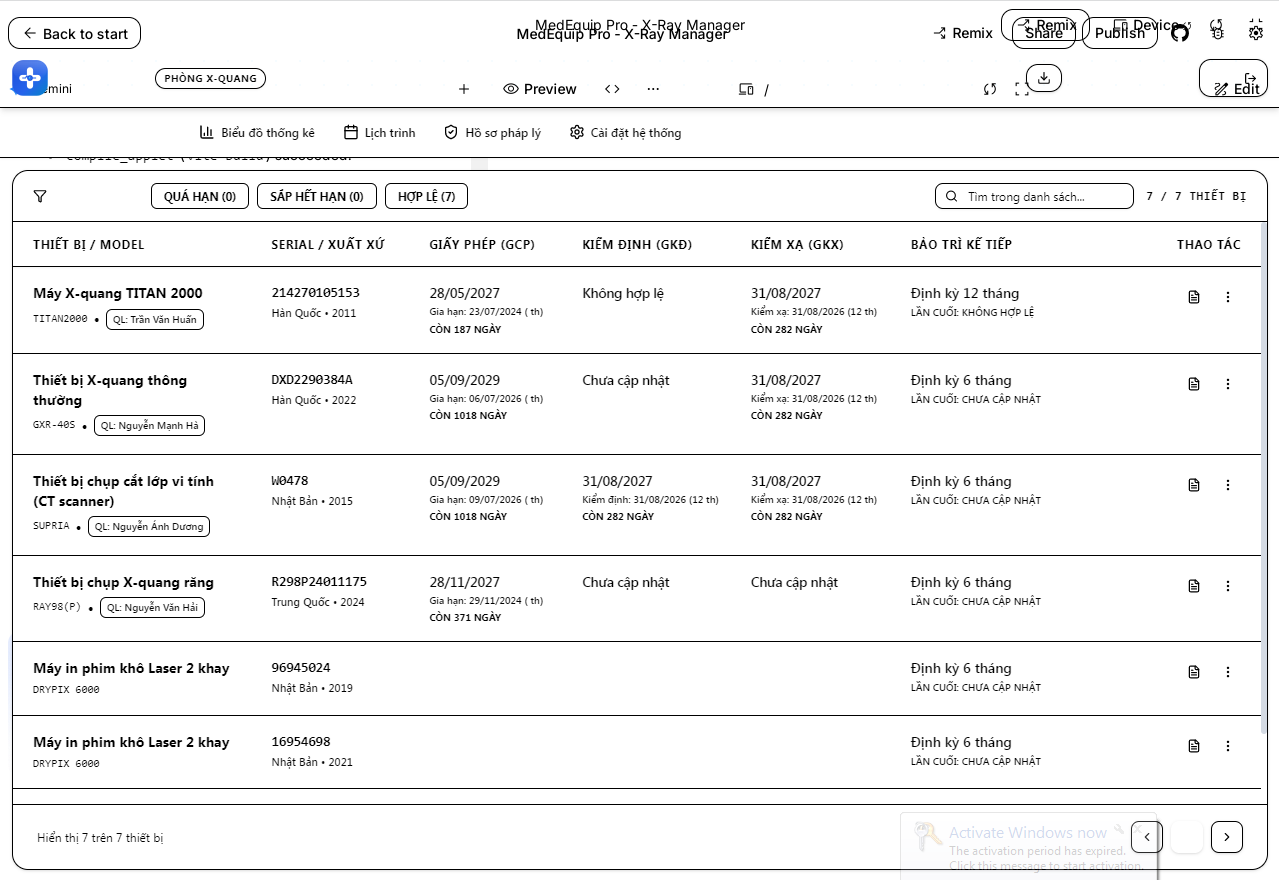 Back to start
MedEquip Pro - X-Ray Manager
MedEquip Pro - X-Ray Manager
Remix
Remix
Share
Device
Publish
emini
PHÒNG X-QUANG
Preview
/
Edit
Biểu đồ thống kê
Lịch trình
Hồ sơ pháp lý
Cài đặt hệ thống
QUÁ HẠN (0)
SẮP HẾT HẠN (0)
HỢP LỆ (7)
Tìm trong danh sách...
7 / 7 THIẾT BỊ
THIẾT BỊ / MODEL
SERIAL / XUẤT XỨ
GIẤY PHÉP (GCP)
KIỂM ĐỊNH (GKĐ)
KIỂM XẠ (GKX)
BẢO TRÌ KẾ TIẾP
THAO TÁC
Máy X-quang TITAN 2000
TITAN2000 • QL: Trần Văn Huấn
214270105153
Hàn Quốc • 2011
28/05/2027
Gia hạn: 23/07/2024 ( th)
CÒN 187 NGÀY
Không hợp lệ
31/08/2027
Kiểm xạ: 31/08/2026 (12 th)
CÒN 282 NGÀY
Định kỳ 12 tháng
LẦN CUỐI: KHÔNG HỢP LỆ
Thiết bị X-quang thông
thường
GXR-40S • QL: Nguyễn Mạnh Hà
DXD2290384A
Hàn Quốc • 2022
05/09/2029
Gia hạn: 06/07/2026 ( th)
CÒN 1018 NGÀY
Chưa cập nhật
31/08/2027
Kiểm xạ: 31/08/2026 (12 th)
CÒN 282 NGÀY
Định kỳ 6 tháng
LẦN CUỐI: CHƯA CẬP NHẬT
Thiết bị chụp cắt lớp vi tính
(CT scanner)
SUPRIA • QL: Nguyễn Ánh Dương
W0478
Nhật Bản • 2015
05/09/2029
Gia hạn: 09/07/2026 ( th)
CÒN 1018 NGÀY
31/08/2027
Kiểm định: 31/08/2026 (12 th)
CÒN 282 NGÀY
31/08/2027
Kiểm xạ: 31/08/2026 (12 th)
CÒN 282 NGÀY
Định kỳ 6 tháng
LẦN CUỐI: CHƯA CẬP NHẬT
Thiết bị chụp X-quang răng
RAY98(P) • QL: Nguyễn Văn Hải
R298P24011175
Trung Quốc • 2024
28/11/2027
Gia hạn: 29/11/2024 ( th)
CÒN 371 NGÀY
Chưa cập nhật
Chưa cập nhật
Định kỳ 6 tháng
LẦN CUỐI: CHƯA CẬP NHẬT
Máy in phim khô Laser 2 khay
DRYPIX 6000
96945024
Nhật Bản • 2019
Định kỳ 6 tháng
LẦN CUỐI: CHƯA CẬP NHẬT
Máy in phim khô Laser 2 khay
DRYPIX 6000
16954698
Nhật Bản • 2021
Định kỳ 6 tháng
LẦN CUỐI: CHƯA CẬP NHẬT
Hiển thị 7 trên 7 thiết bị
Activate Windows now
The activation period has expired.
Click this message to start activation.